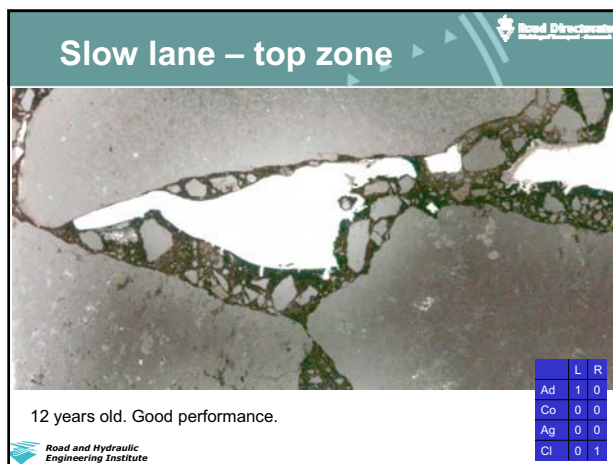 Slow lane – top zone
Road Directorate
12 years old. Good performance.
Road and Hydraulic
Engineering Institute
L R
Ad 1 0
Co 0 0
Ag 0 0
Cl 0 1